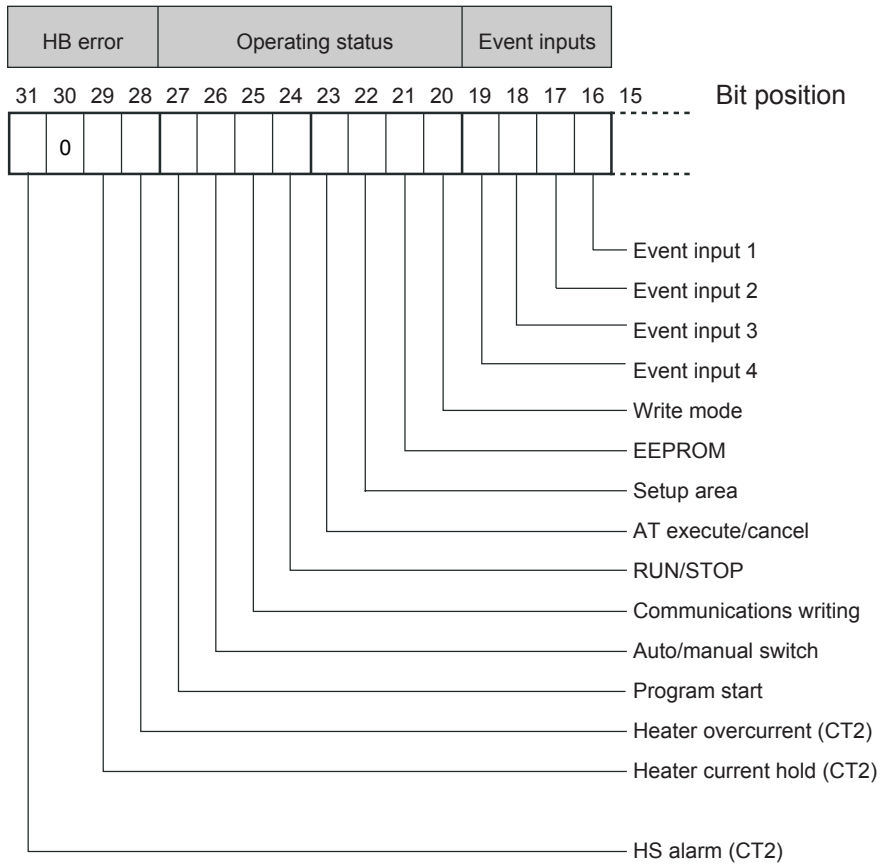 HB error Operating status Event inputs
31 30 29 28 27 26 25 24 23 22 21 20 19 18 17 16 15 Bit position
0
Event input 1
Event input 2
Event input 3
Event input 4
Write mode
EEPROM
Setup area
AT execute/cancel
RUN/STOP
Communications writing
Auto/manual switch
Program start
Heater overcurrent (CT2)
Heater current hold (CT2)
HS alarm (CT2)